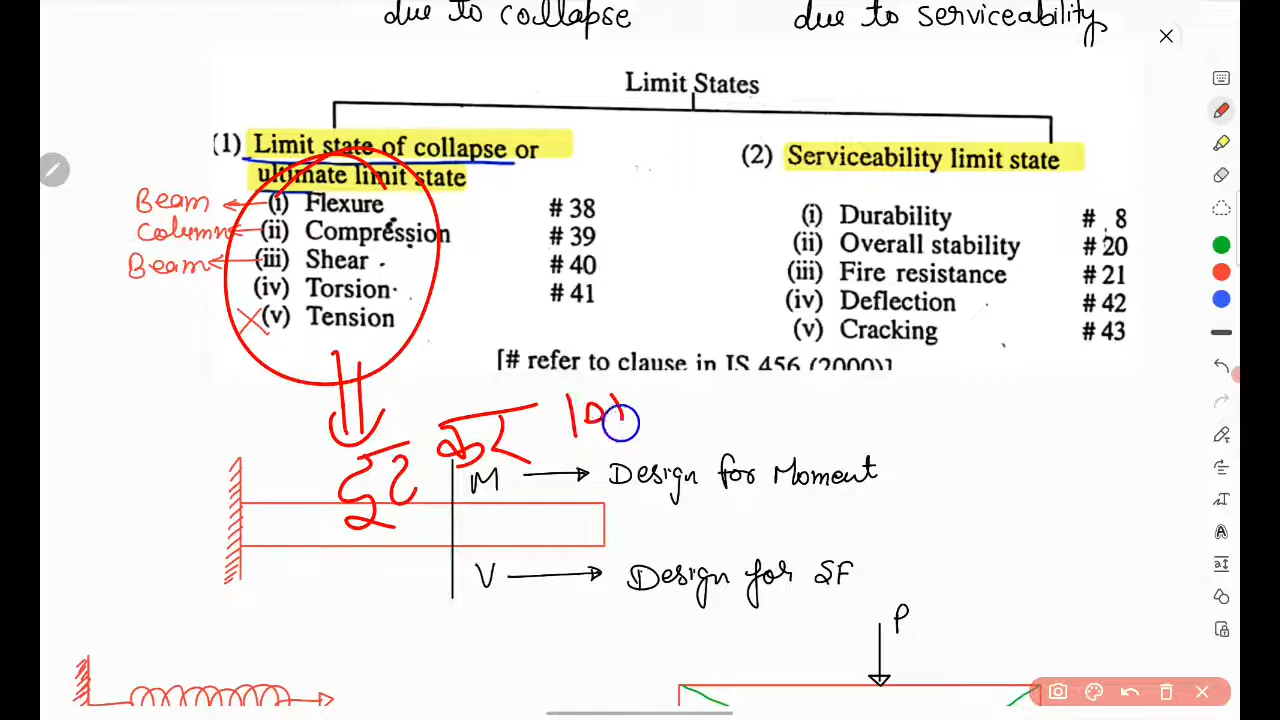 due to collapse due to serviceability
Limit States
(1) Limit state of collapse or
ultimate limit state
(2) Serviceability limit state
Beam (i) Flexure # 38
Column (ii) Compression # 39
Beam (iii) Shear # 40
(iv) Torsion # 41
(v) Tension
(i) Durability # 8
(ii) Overall stability # 20
(iii) Fire resistance # 21
(iv) Deflection # 42
(v) Cracking # 43
[# refer to clause in IS 456 (2000)]
M → Design for Moment
V → Design for SF
P